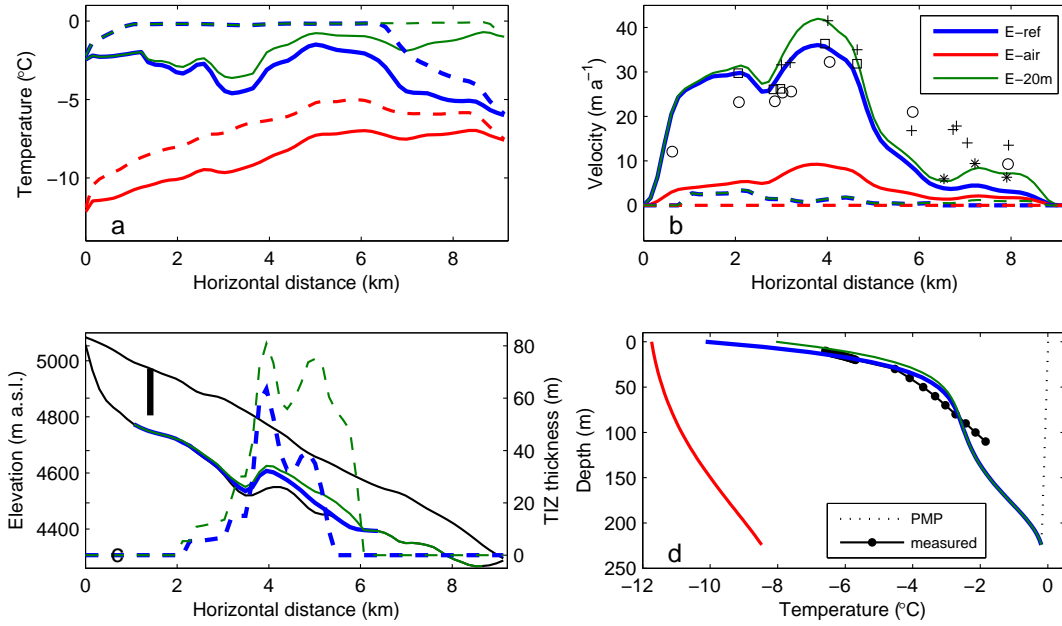 0
−5
−10
Temperature (°C)
a
0 2 4 6 8
Horizontal distance (km)
40
30
20
10
0
Velocity (m a−1)
b
E−ref
E−air
E−20m
0 2 4 6 8
Horizontal distance (km)
5000
4800
4600
4400
Elevation (m a.s.l.)
80
60
40
20
0
TIZ thickness (m)
c
0 2 4 6 8
Horizontal distance (km)
0
50
100
150
200
250
Depth (m)
d
PMP
measured
−12 −10 −8 −6 −4 −2 0
Temperature (°C)